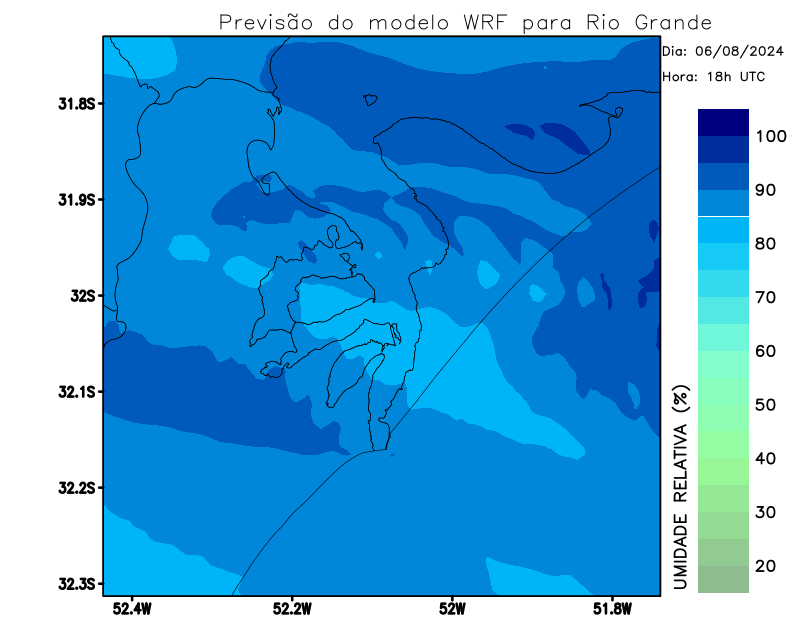 Previsão do modelo WRF para Rio Grande
Dia: 06/08/2024
Hora: 18h UTC
31.8S
31.9S
32S
32.1S
32.2S
32.3S
52.4W
52.2W
52W
51.8W
100
90
80
70
60
50
40
30
20
UMIDADE RELATIVA (%)